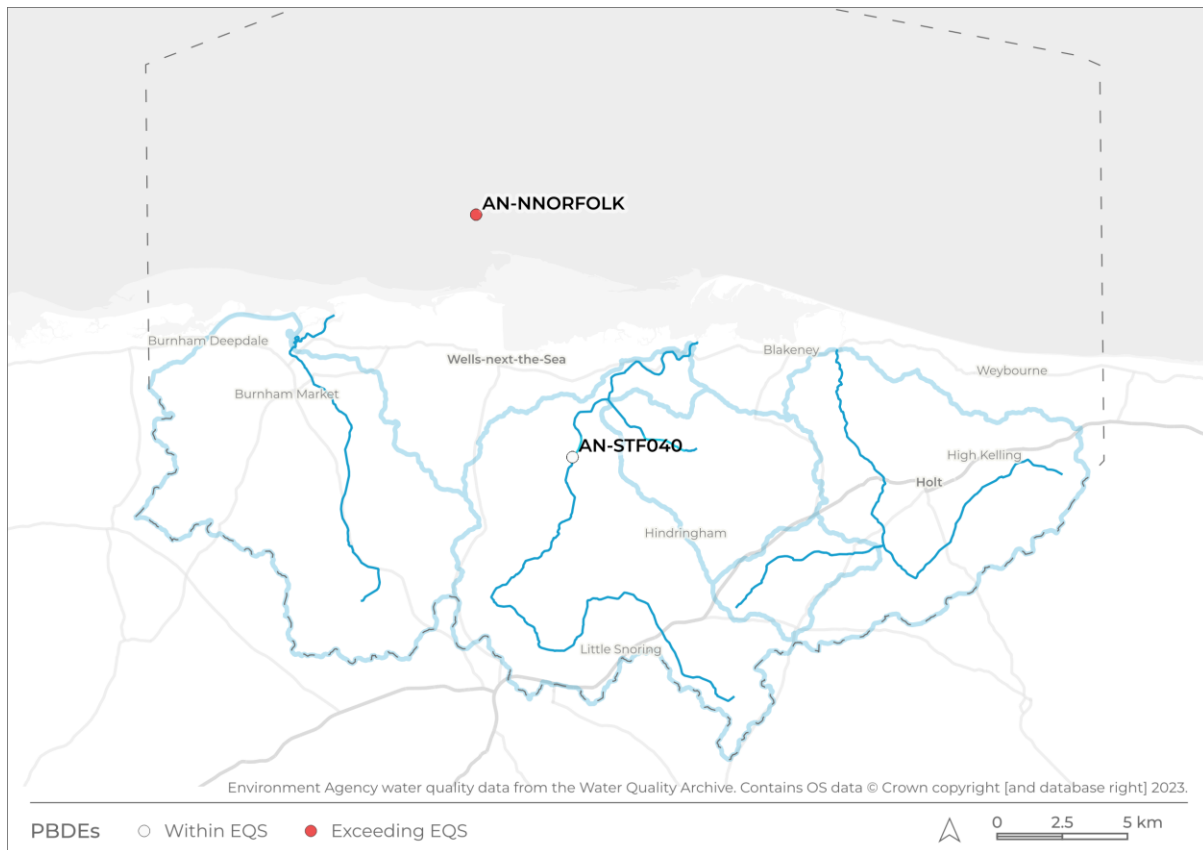 AN-NNORFOLK
Burnham Deepdale
Wells-next-the-Sea
Blakeney
Weybourne
Burnham Market
AN-STF040
High Kelling
Holt
Hindringham
Little Snoring
Environment Agency water quality data from the Water Quality Archive. Contains OS data © Crown copyright [and database right] 2023.
PBDEs Within EQS Exceeding EQS
0 2.5 5 km